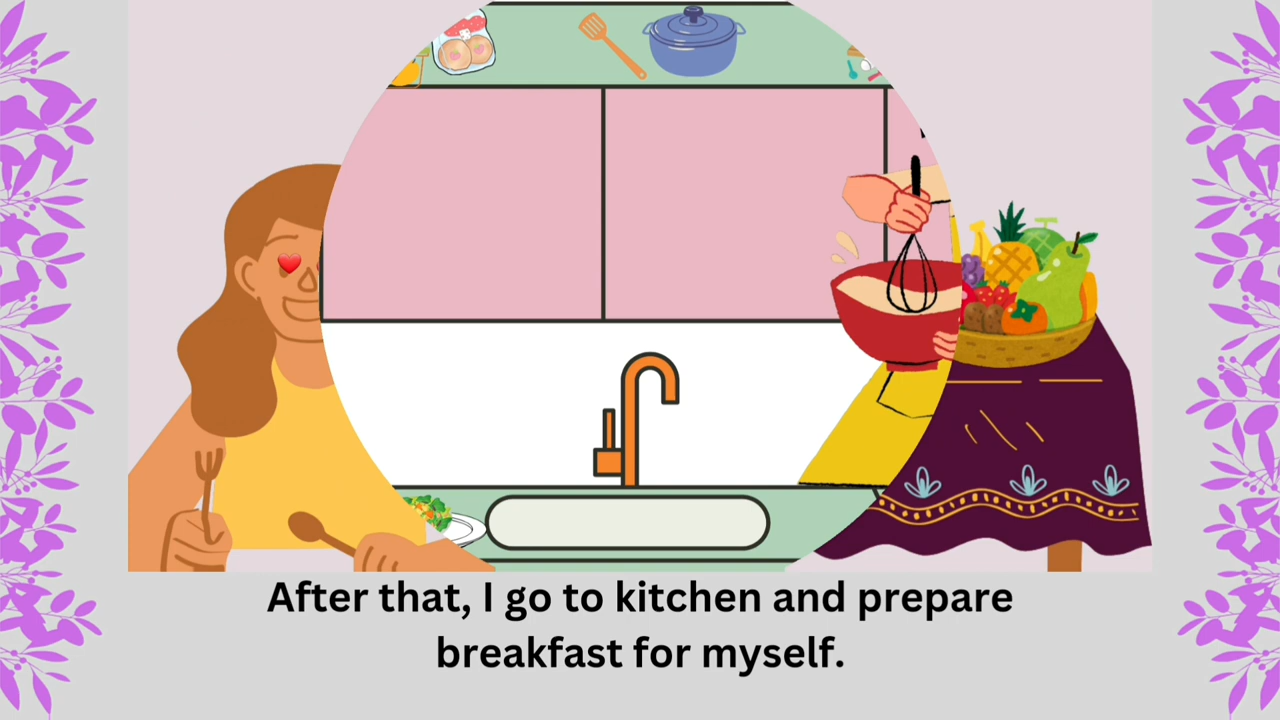 After that, I go to kitchen and prepare
breakfast for myself.